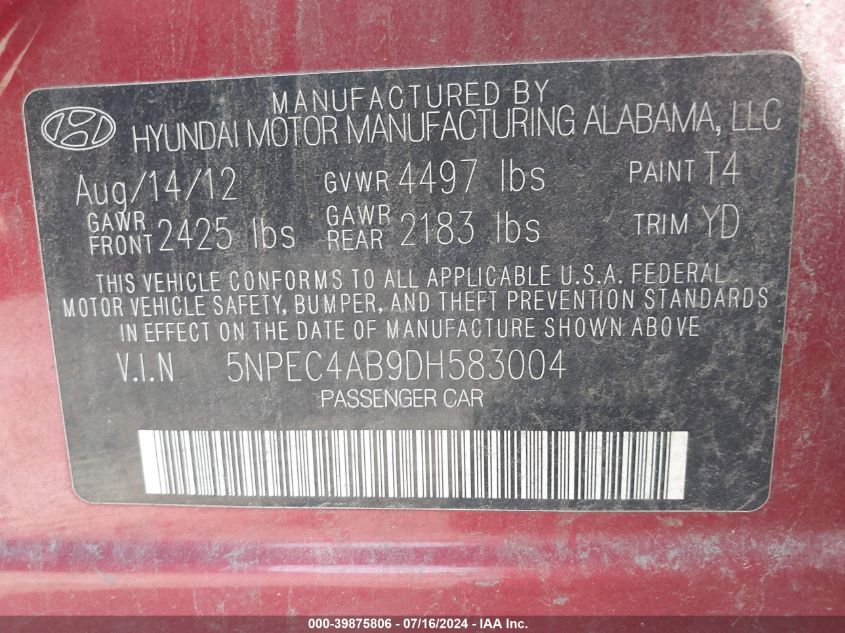 MANUFACTURED BY
HYUNDAI MOTOR MANUFACTURING ALABAMA, LLC
Aug/14/12 GVWR 4497 lbs PAINT T4
GAWR FRONT 2425 lbs GAWR REAR 2183 lbs TRIM YD
THIS VEHICLE CONFORMS TO ALL APPLICABLE U.S.A. FEDERAL
MOTOR VEHICLE SAFETY, BUMPER, AND THEFT PREVENTION STANDARDS
IN EFFECT ON THE DATE OF MANUFACTURE SHOWN ABOVE
V.I.N 5NPEC4AB9DH583004
PASSENGER CAR
000-39875806 - 07/16/2024 - IAA Inc.